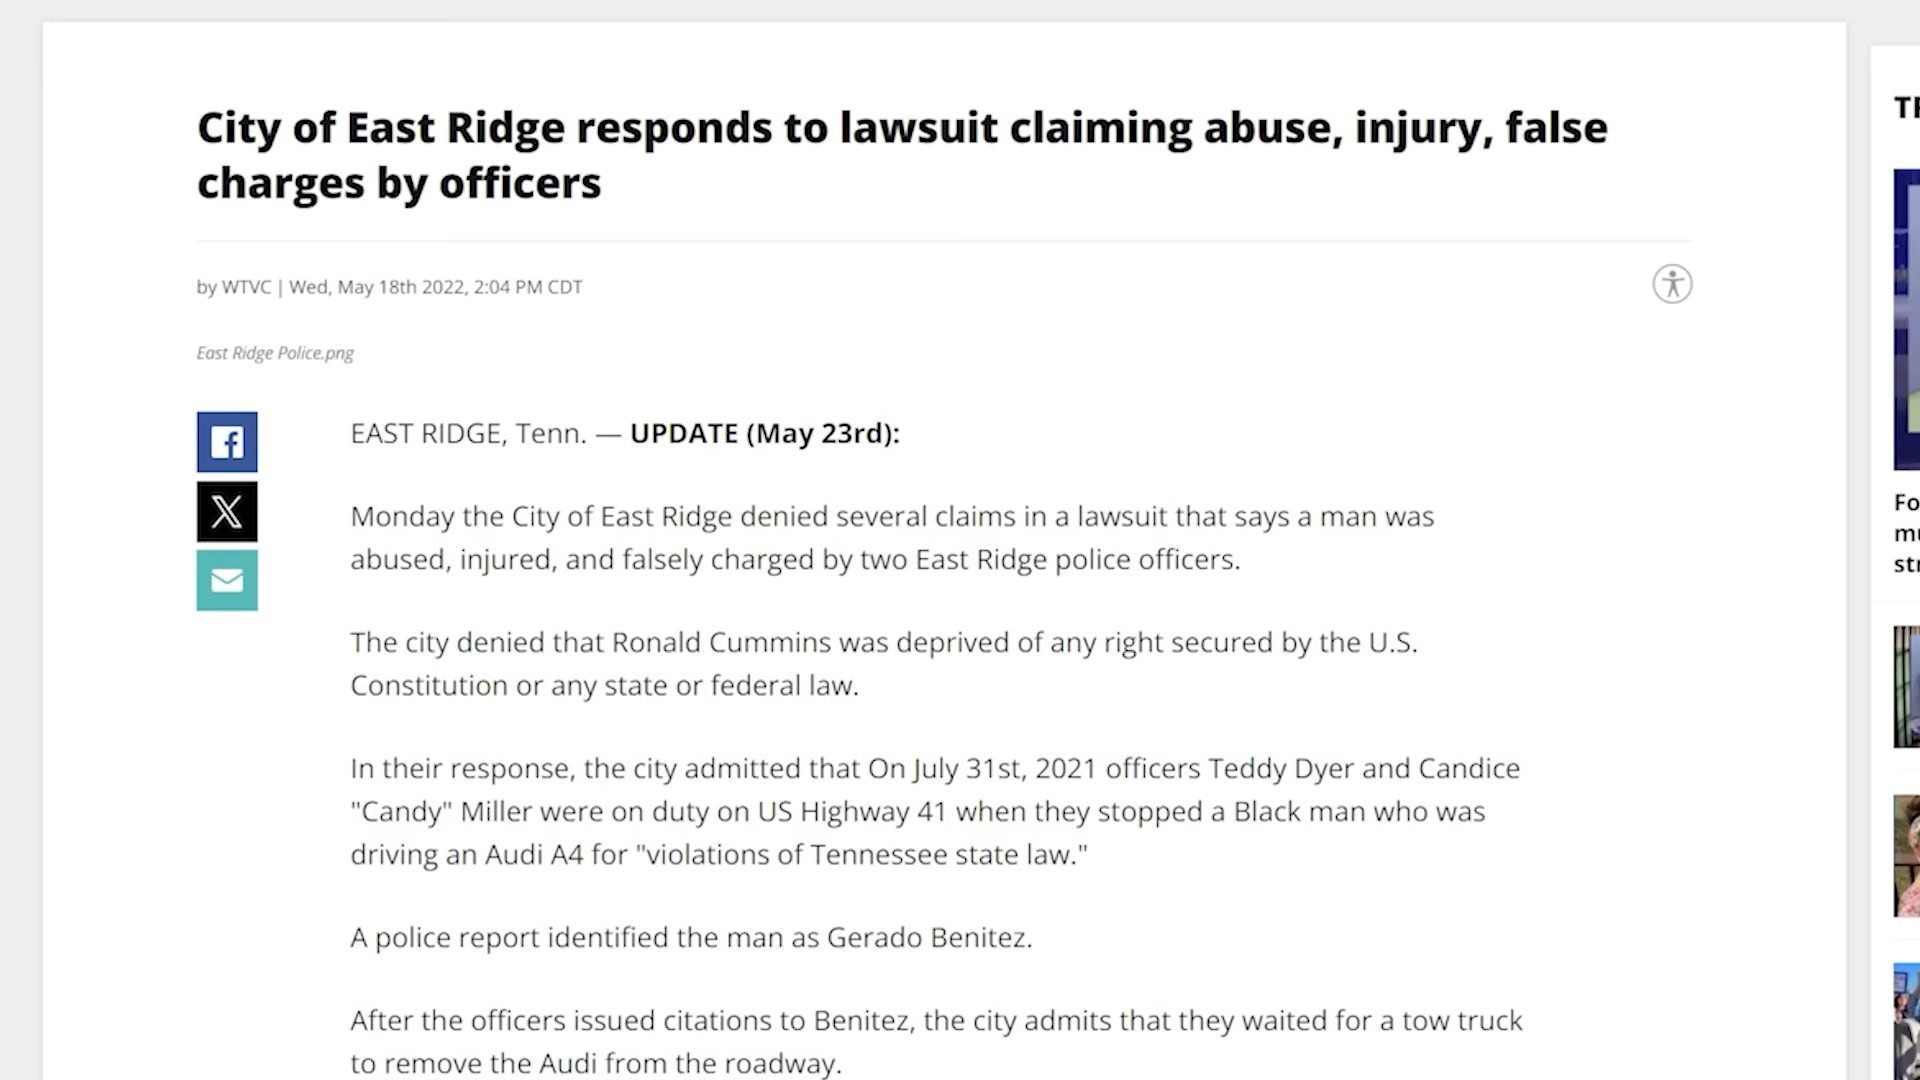 City of East Ridge responds to lawsuit claiming abuse, injury, false
charges by officers
by WTVC | Wed, May 18th 2022, 2:04 PM CDT
East Ridge Police.png
EAST RIDGE, Tenn. — UPDATE (May 23rd):
Monday the City of East Ridge denied several claims in a lawsuit that says a man was
abused, injured, and falsely charged by two East Ridge police officers.
The city denied that Ronald Cummins was deprived of any right secured by the U.S.
Constitution or any state or federal law.
In their response, the city admitted that On July 31st, 2021 officers Teddy Dyer and Candice
"Candy" Miller were on duty on US Highway 41 when they stopped a Black man who was
driving an Audi A4 for "violations of Tennessee state law."
A police report identified the man as Gerado Benitez.
After the officers issued citations to Benitez, the city admits that they waited for a tow truck
to remove the Audi from the roadway.